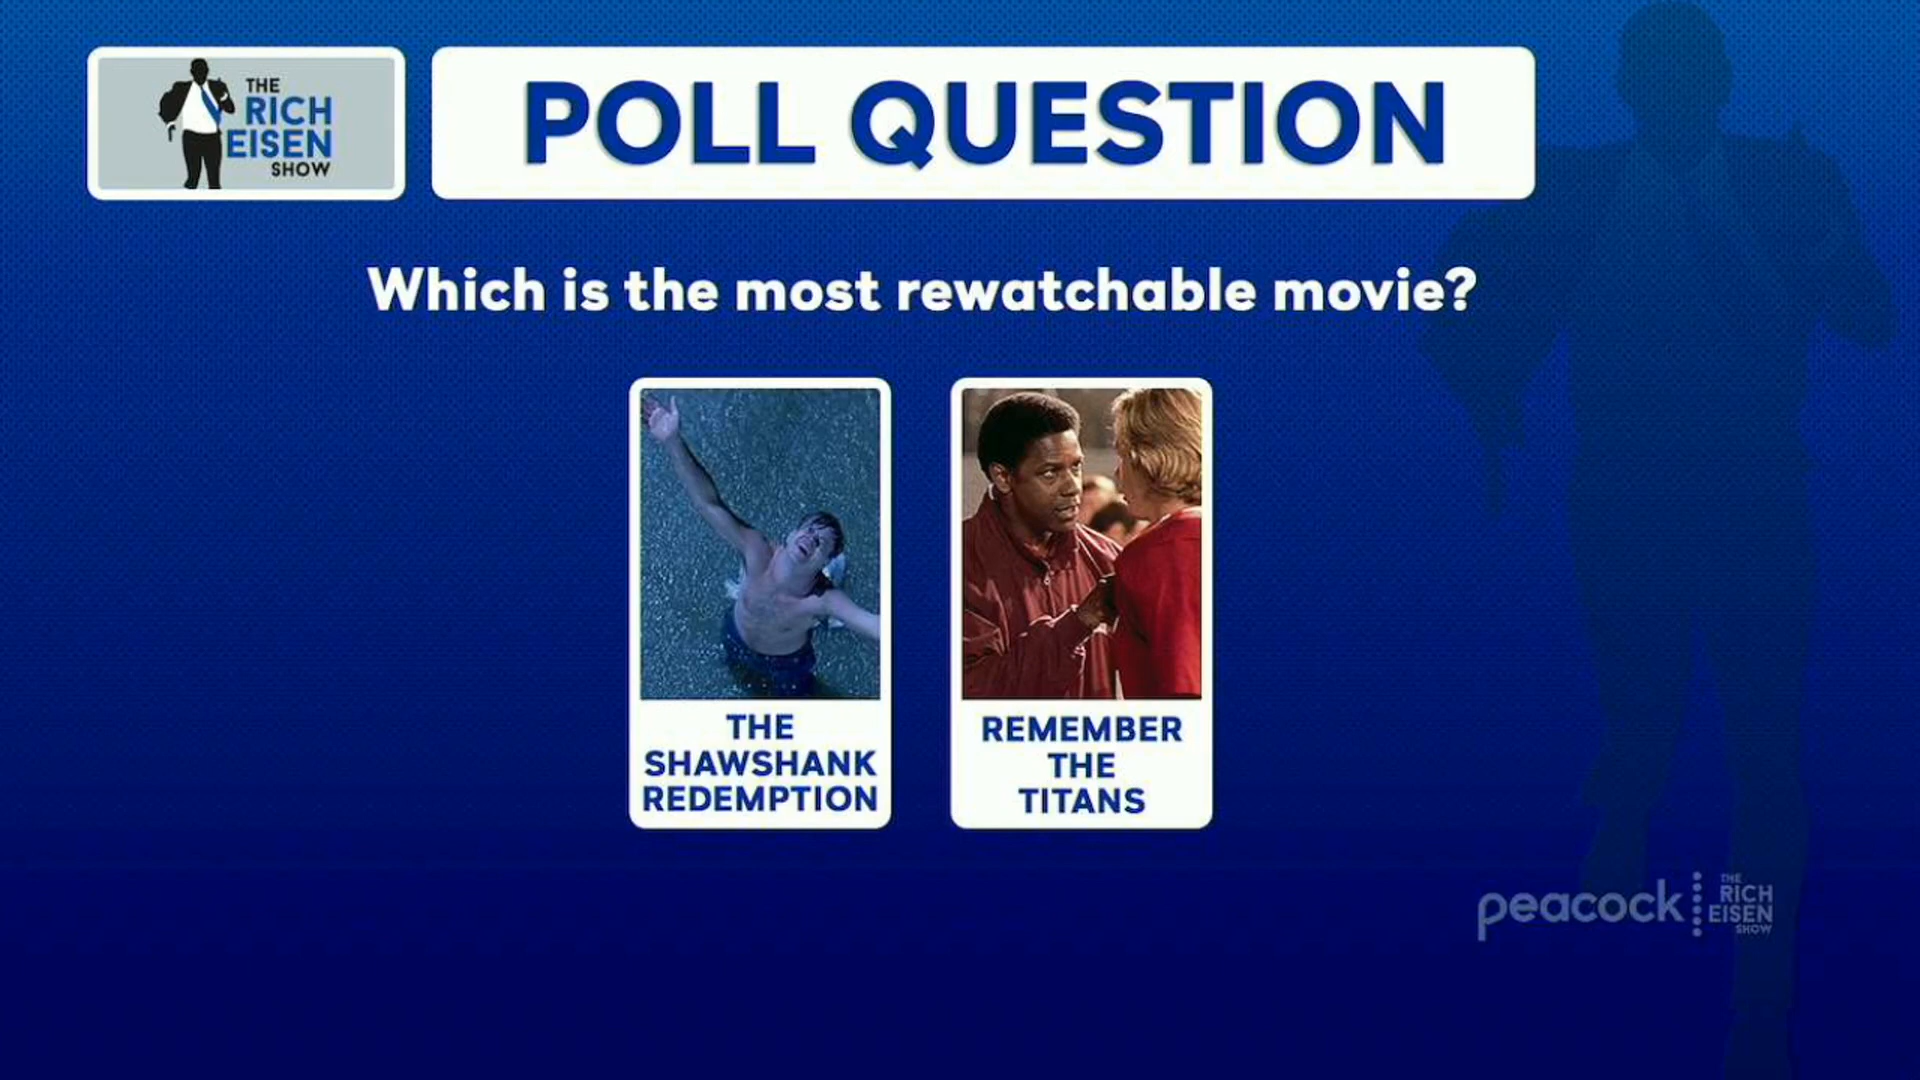 THE
RICH
EISEN
SHOW
POLL QUESTION
Which is the most rewatchable movie?
THE
SHAWSHANK
REDEMPTION
REMEMBER
THE
TITANS
peacock
THE
RICH
EISEN
SHOW